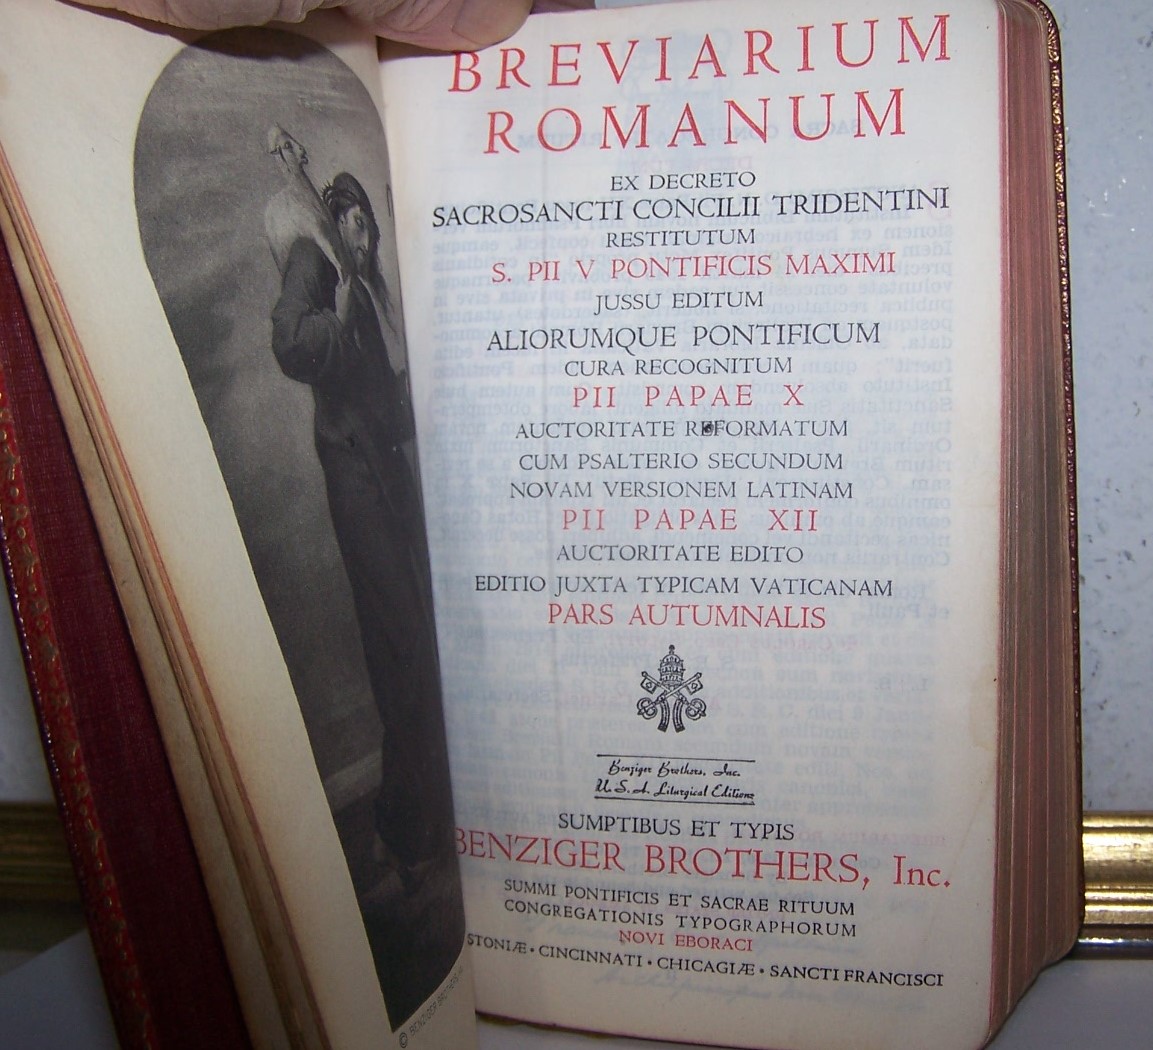 BREVIARIUM
ROMANUM
EX DECRETO
SACROSANCTI CONCILII TRIDENTINI
RESTITUTUM
S. PII V PONTIFICIS MAXIMI
JUSSU EDITUM
ALIORUMQUE PONTIFICUM
CURA RECOGNITUM
PII PAPAE X
AUCTORITATE REFORMATUM
CUM PSALTERIO SECUNDUM
NOVAM VERSIONEM LATINAM
PII PAPAE XII
AUCTORITATE EDITO
EDITIO JUXTA TYPICAM VATICANAM
PARS AUTUMNALIS
Benziger Brothers, Inc.
U. S. A. Liturgical Editions
SUMPTIBUS ET TYPIS
BENZIGER BROTHERS, Inc.
SUMMI PONTIFICIS ET SACRAE RITUUM
CONGREGATIONIS TYPOGRAPHORUM
NOVI EBORACI
STONIÆ • CINCINNATI • CHICAGIÆ • SANCTI FRANCISCI
© BENZIGER BROTHERS